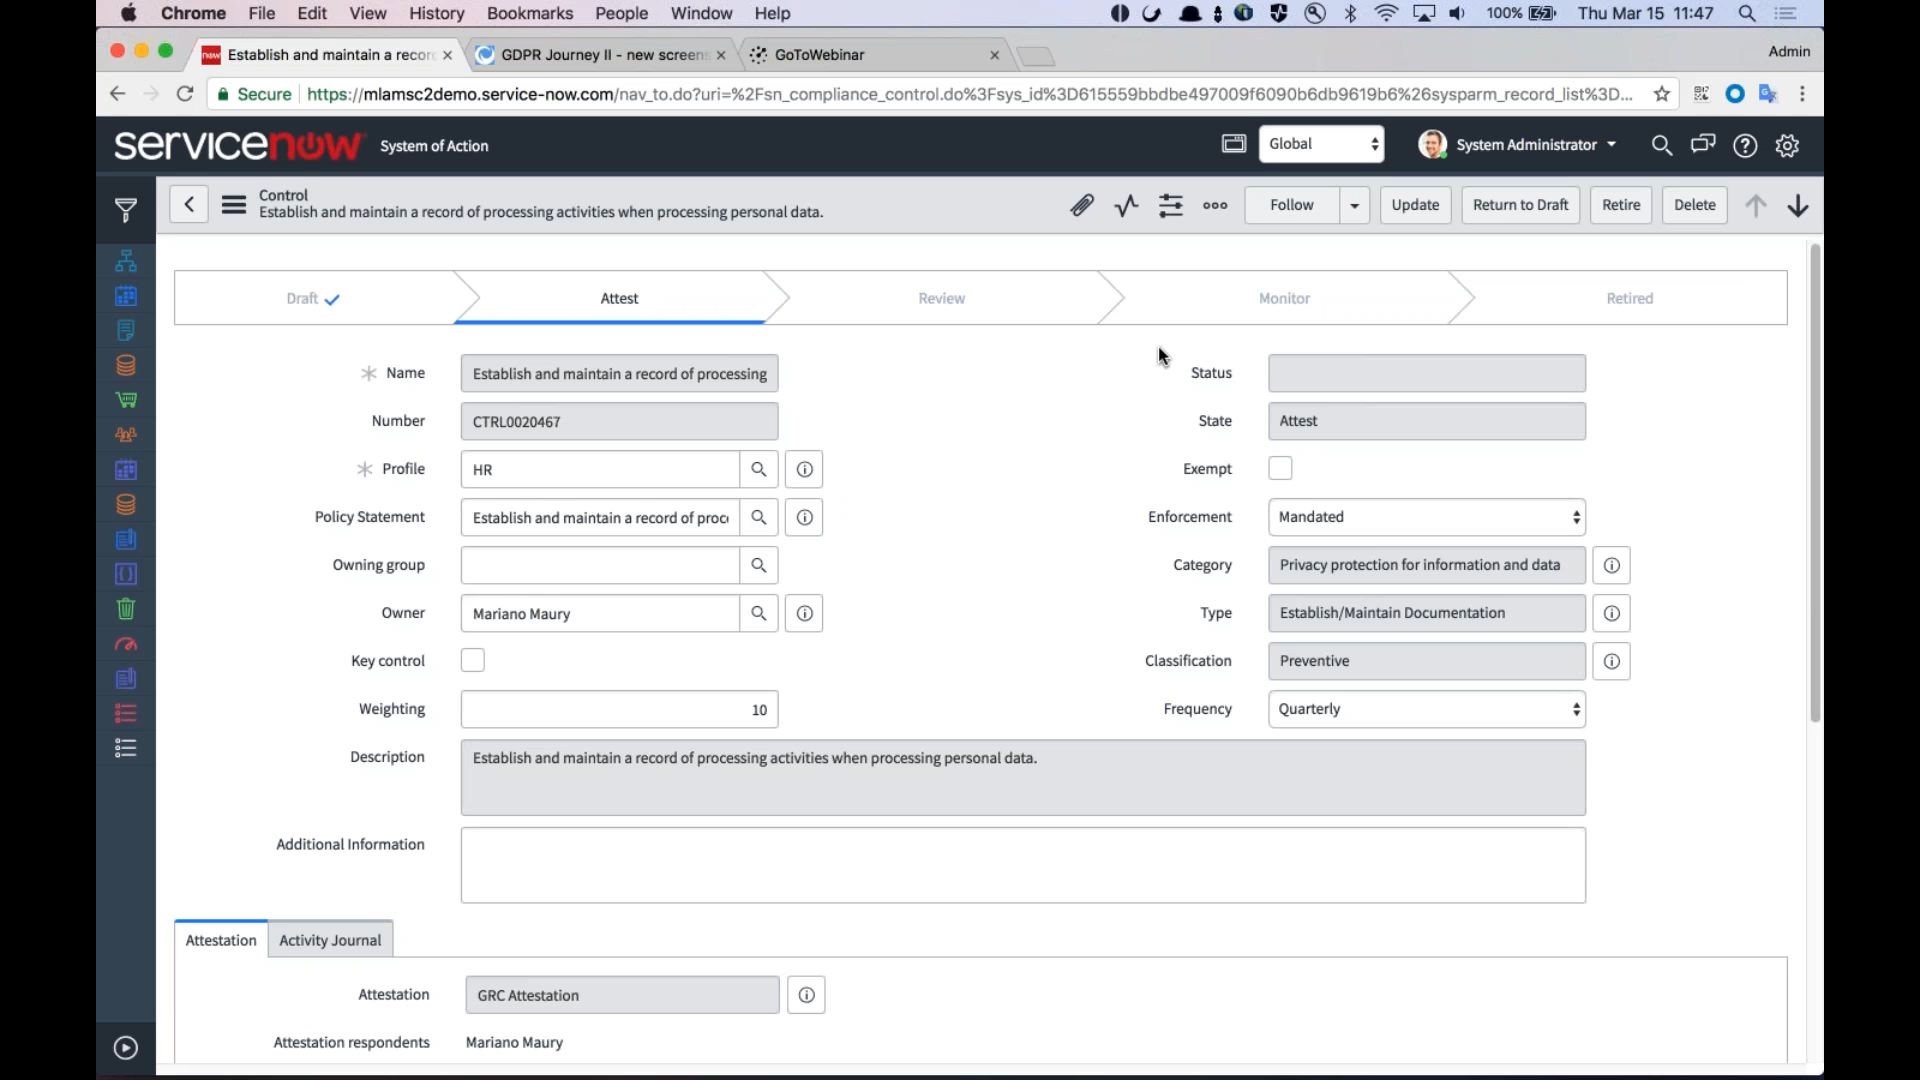 Chrome File Edit View History Bookmarks People Window Help 100% Thu Mar 15 11:47
Establish and maintain a recor GDPR Journey II - new screens GoToWebinar Admin
Secure https://mlamsc2demo.service-now.com/nav_to.do?uri=%2Fsn_compliance_control.do%3Fsys_id%3D615559bbdbe497009f6090b6db9619b6%26sysparm_record_list%3D...
servicenow System of Action Global System Administrator
Control
Establish and maintain a record of processing activities when processing personal data.
Follow Update Return to Draft Retire Delete
Draft Attest Review Monitor Retired
Name Establish and maintain a record of processing Status
Number CTRL0020467 State Attest
Profile HR Exempt
Policy Statement Establish and maintain a record of proc Enforcement Mandated
Owning group Category Privacy protection for information and data
Owner Mariano Maury Type Establish/Maintain Documentation
Key control Classification Preventive
Weighting 10 Frequency Quarterly
Description Establish and maintain a record of processing activities when processing personal data.
Additional Information
Attestation Activity Journal
Attestation GRC Attestation
Attestation respondents Mariano Maury